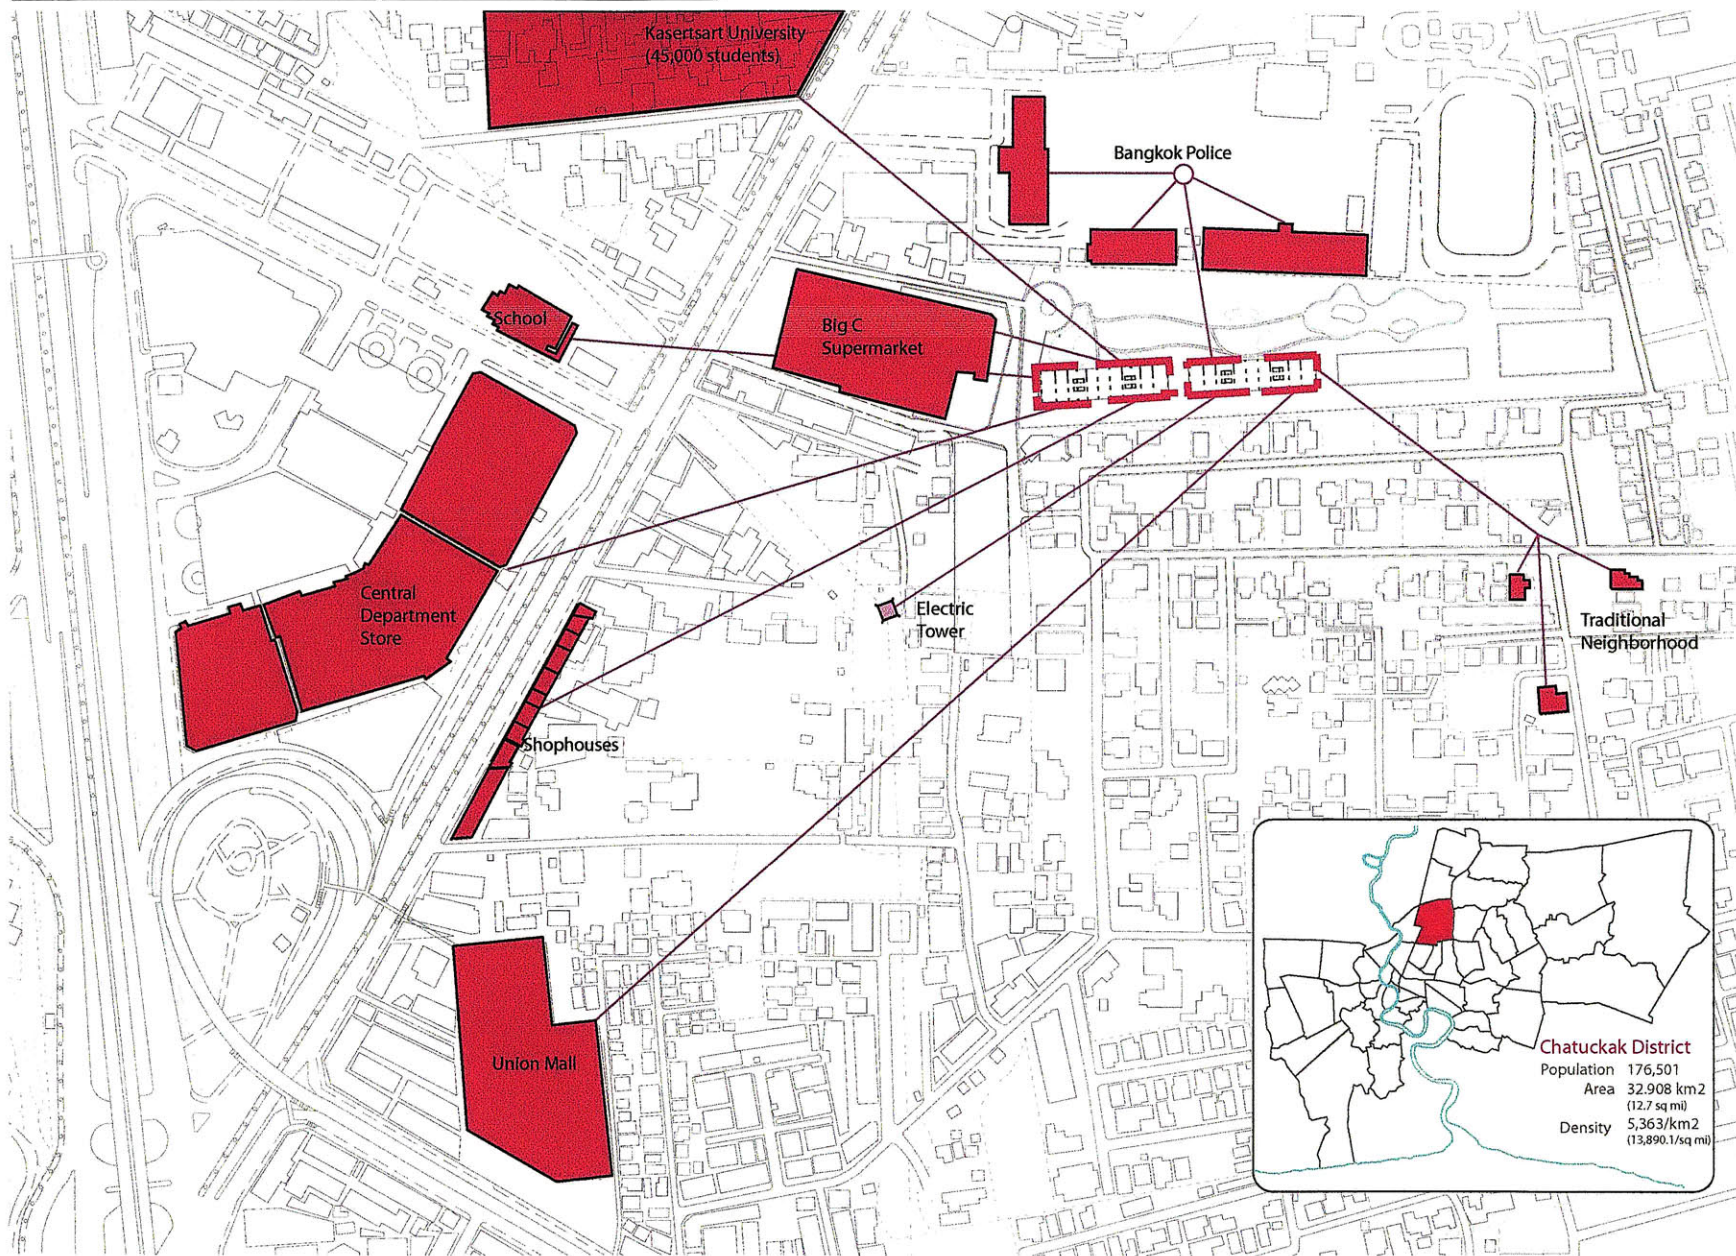 Kasertsart University
(45,000 students)
Bangkok Police
School
Big C
Supermarket
Central
Department
Store
Electric
Tower
Traditional
Neighborhood
Shophouses
Union Mall
Chatuckak District
Population 176,501
Area 32.908 km2
(12.7 sq mi)
Density 5,363/km2
(13,890.1/sq mi)